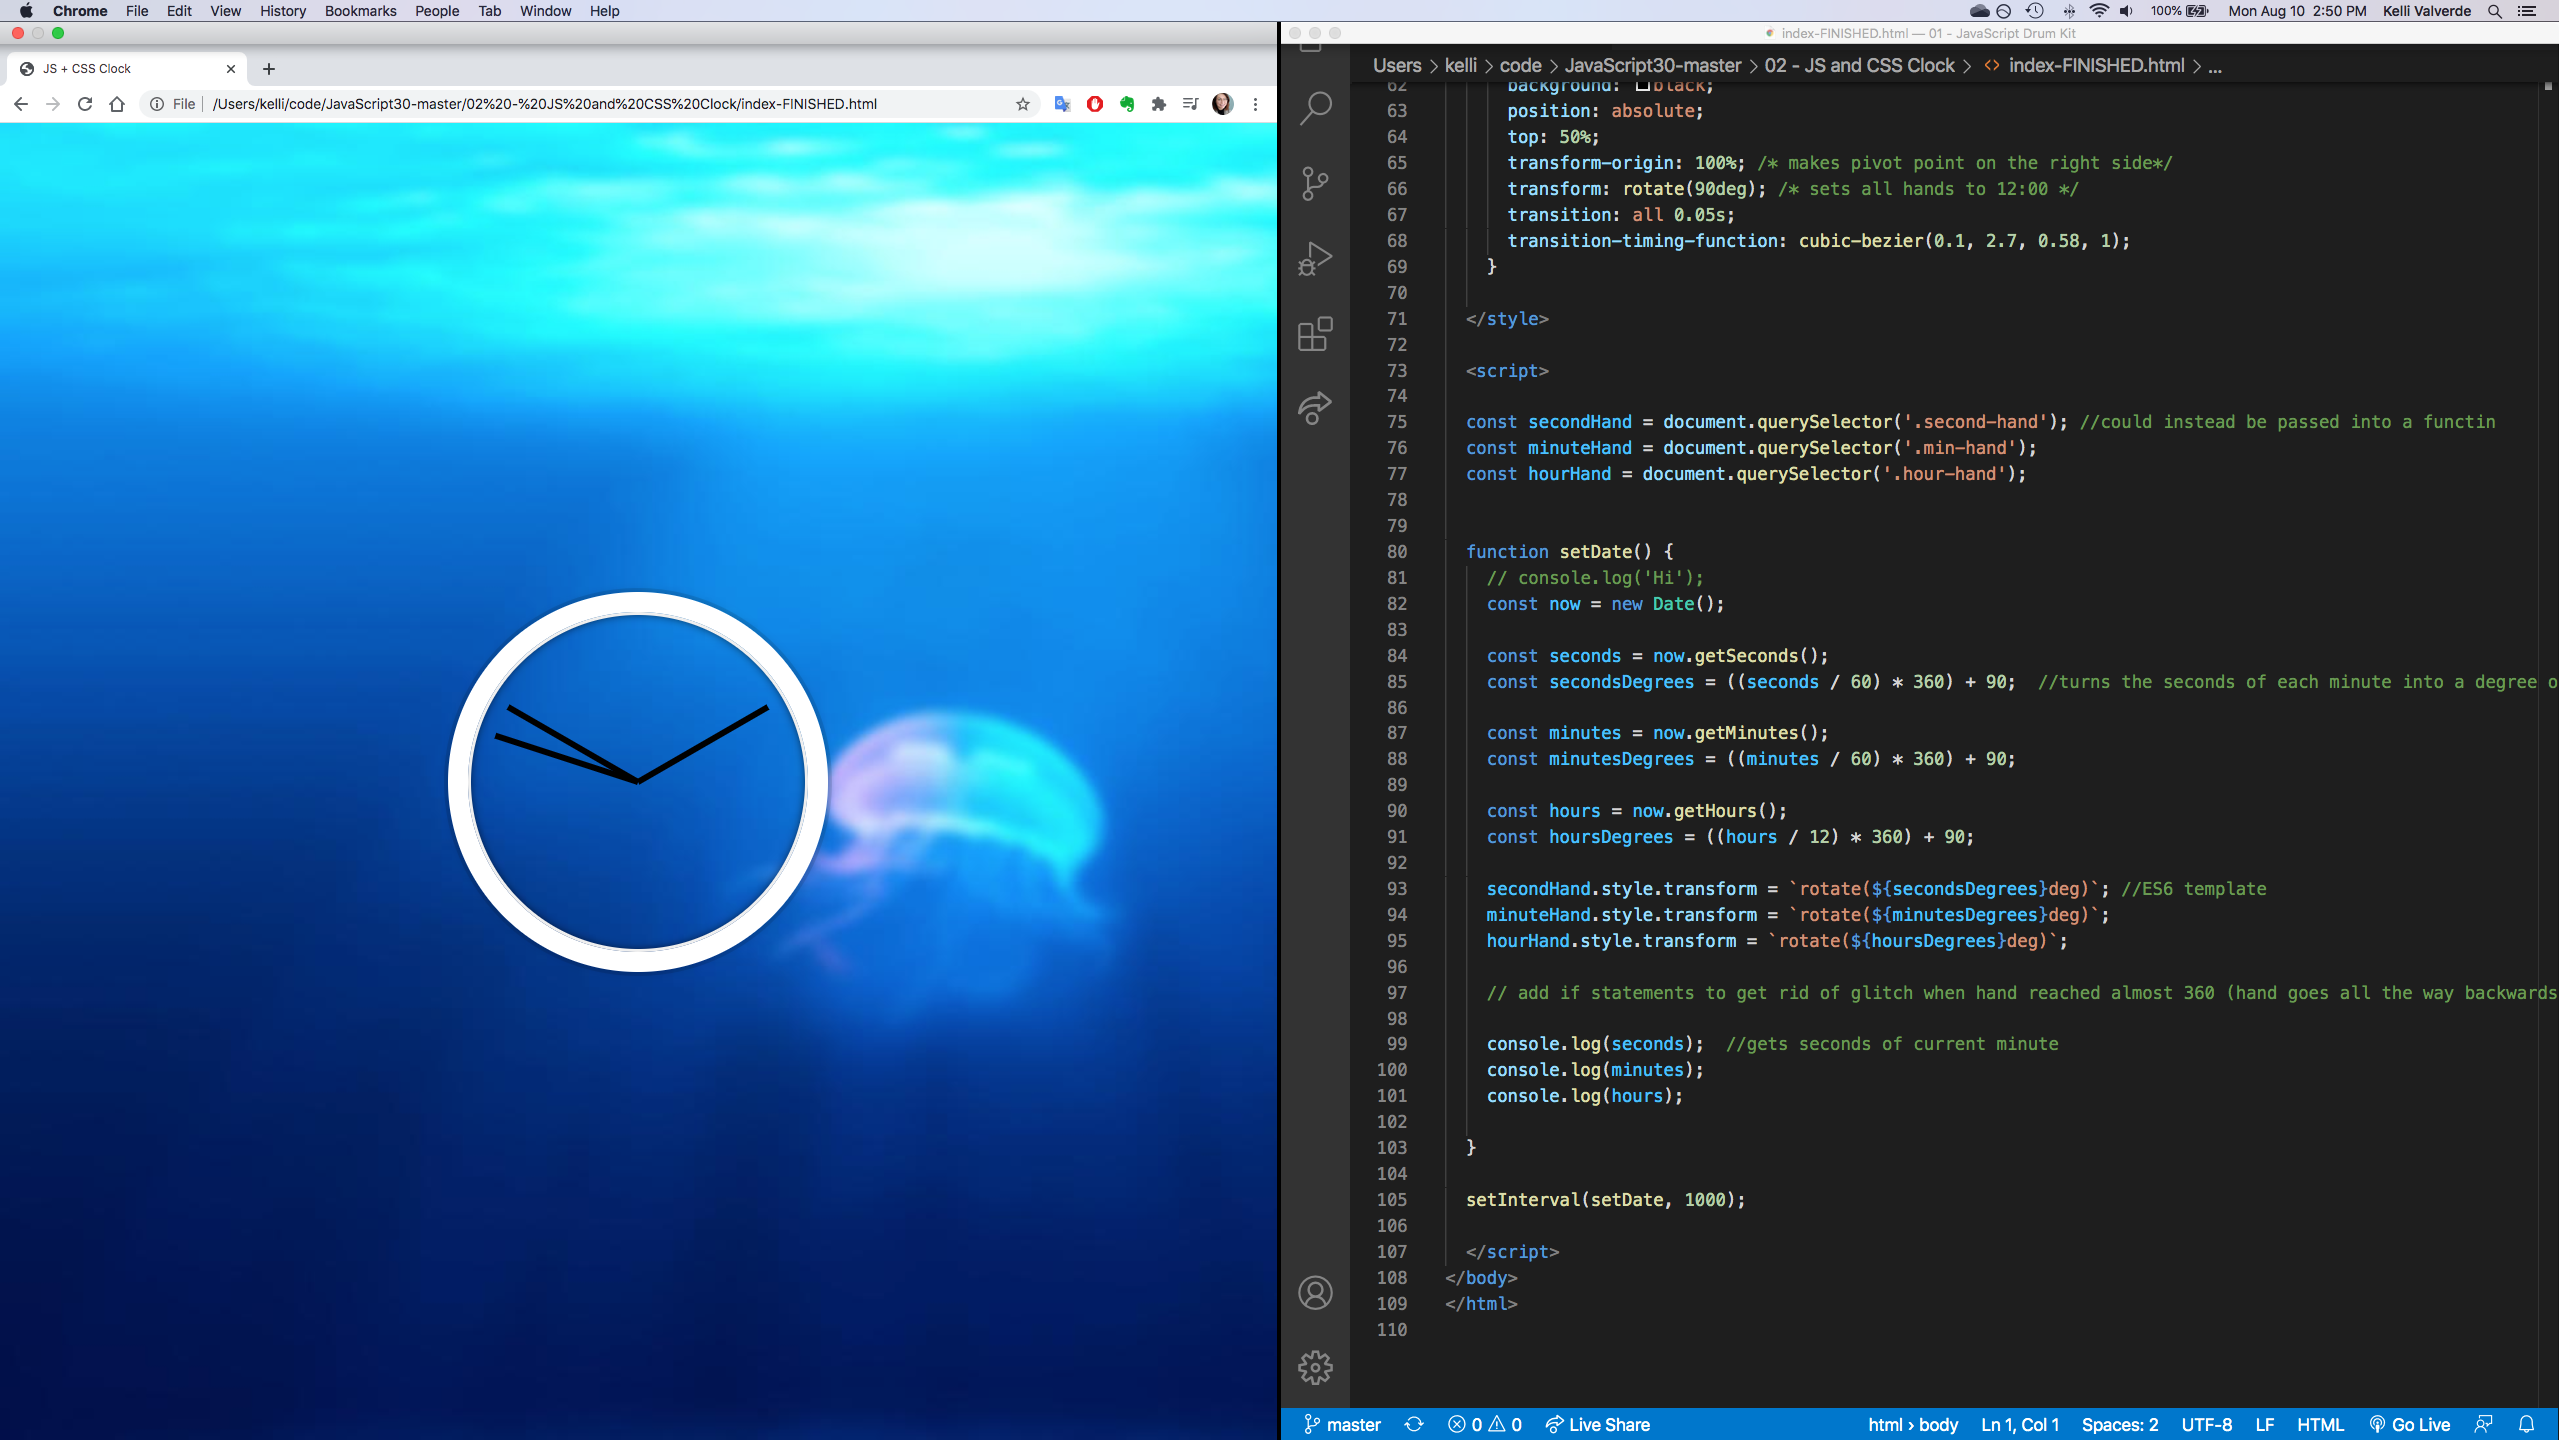 Chrome File Edit View History Bookmarks People Tab Window Help
100% Mon Aug 10 2:50 PM Kelli Valverde
JS + CSS Clock
File /Users/kelli/code/JavaScript30-master/02%20-%20JS%20and%20CSS%20Clock/index-FINISHED.html
index-FINISHED.html — 01 - JavaScript Drum Kit
Users > kelli > code > JavaScript30-master > 02 - JS and CSS Clock > <> index-FINISHED.html > ...
62 background: black;
63 position: absolute;
64 top: 50%;
65 transform-origin: 100%; /* makes pivot point on the right side*/
66 transform: rotate(90deg); /* sets all hands to 12:00 */
67 transition: all 0.05s;
68 transition-timing-function: cubic-bezier(0.1, 2.7, 0.58, 1);
69 }
70
71 </style>
72
73 <script>
74
75 const secondHand = document.querySelector('.second-hand'); //could instead be passed into a functin
76 const minuteHand = document.querySelector('.min-hand');
77 const hourHand = document.querySelector('.hour-hand');
78
79
80 function setDate() {
81 // console.log('Hi');
82 const now = new Date();
83
84 const seconds = now.getSeconds();
85 const secondsDegrees = ((seconds / 60) * 360) + 90; //turns the seconds of each minute into a degree o
86
87 const minutes = now.getMinutes();
88 const minutesDegrees = ((minutes / 60) * 360) + 90;
89
90 const hours = now.getHours();
91 const hoursDegrees = ((hours / 12) * 360) + 90;
92
93 secondHand.style.transform = `rotate(${secondsDegrees}deg)`; //ES6 template
94 minuteHand.style.transform = `rotate(${minutesDegrees}deg)`;
95 hourHand.style.transform = `rotate(${hoursDegrees}deg)`;
96
97 // add if statements to get rid of glitch when hand reached almost 360 (hand goes all the way backwards
98
99 console.log(seconds); //gets seconds of current minute
100 console.log(minutes);
101 console.log(hours);
102
103 }
104
105 setInterval(setDate, 1000);
106
107 </script>
108 </body>
109 </html>
110
master 0 0 Live Share html > body Ln 1, Col 1 Spaces: 2 UTF-8 LF HTML Go Live